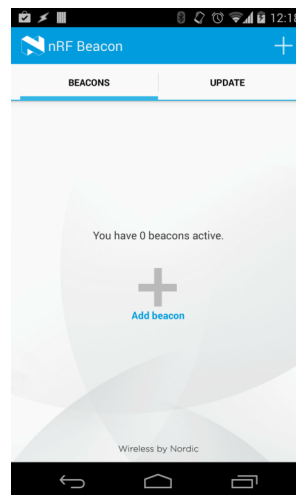 12:18
nRF Beacon
BEACONS UPDATE
You have 0 beacons active.
Add beacon
Wireless by Nordic